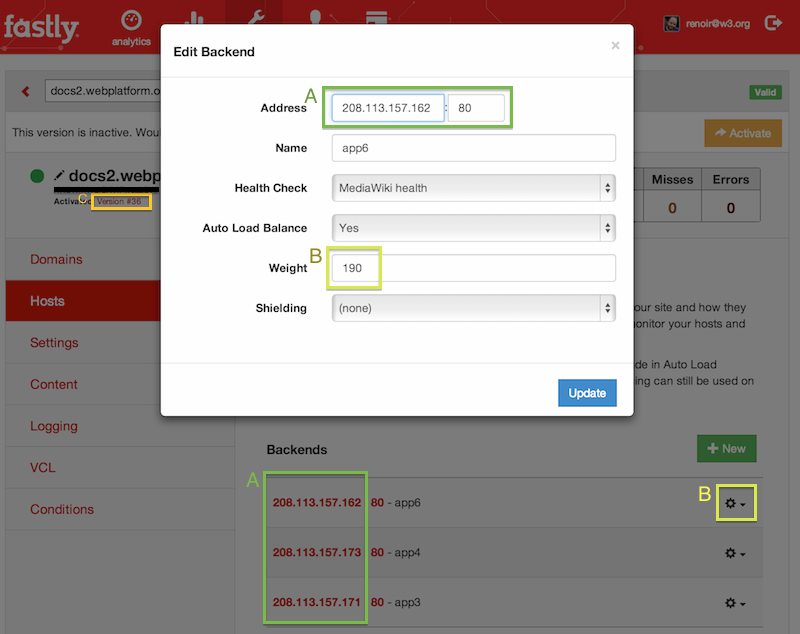 fastly.
analytics
renoir@w3.org
Edit Backend
×
docs2.webplatform.o
Valid
This version is inactive. Wou
Activate
A
Address
208.113.157.162 : 80
Name
app6
docs2.webp
Health Check
MediaWiki health
Misses
Errors
C
Version #36
0
0
Auto Load Balance
Yes
B
Weight
190
Domains
Hosts
Shielding
(none)
our site and how they
onitor your hosts and
Settings
de in Auto Load
ing can still be used on
Content
Update
Logging
Backends
New
VCL
A
208.113.157.162 80 - app6
B
Conditions
208.113.157.173 80 - app4
208.113.157.171 80 - app3